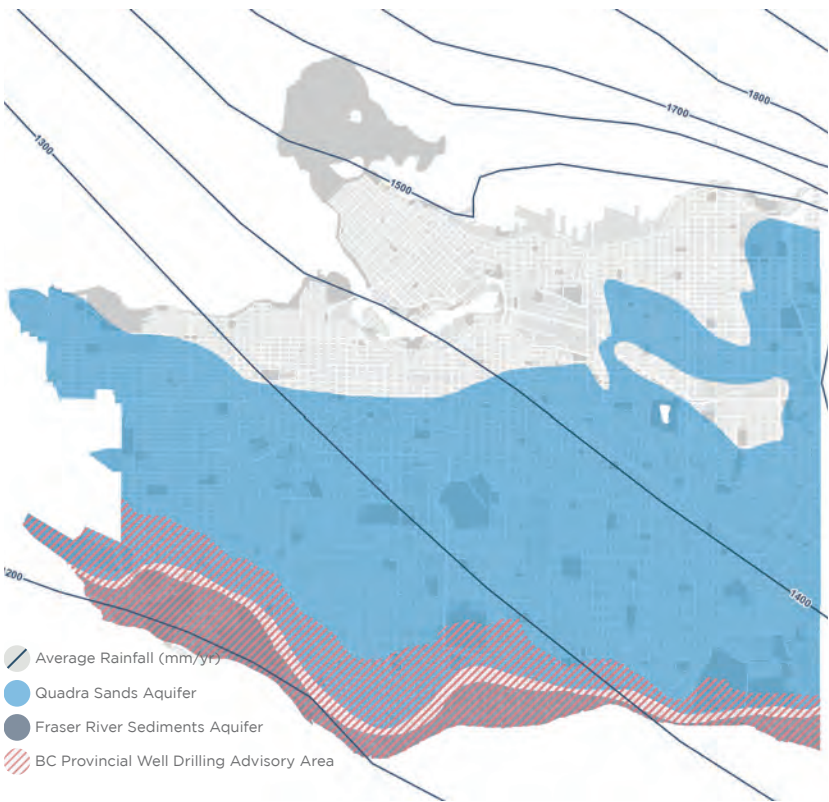 1800
1700
1300
1500
1400
1200
Average Rainfall (mm/yr)
Quadra Sands Aquifer
Fraser River Sediments Aquifer
BC Provincial Well Drilling Advisory Area